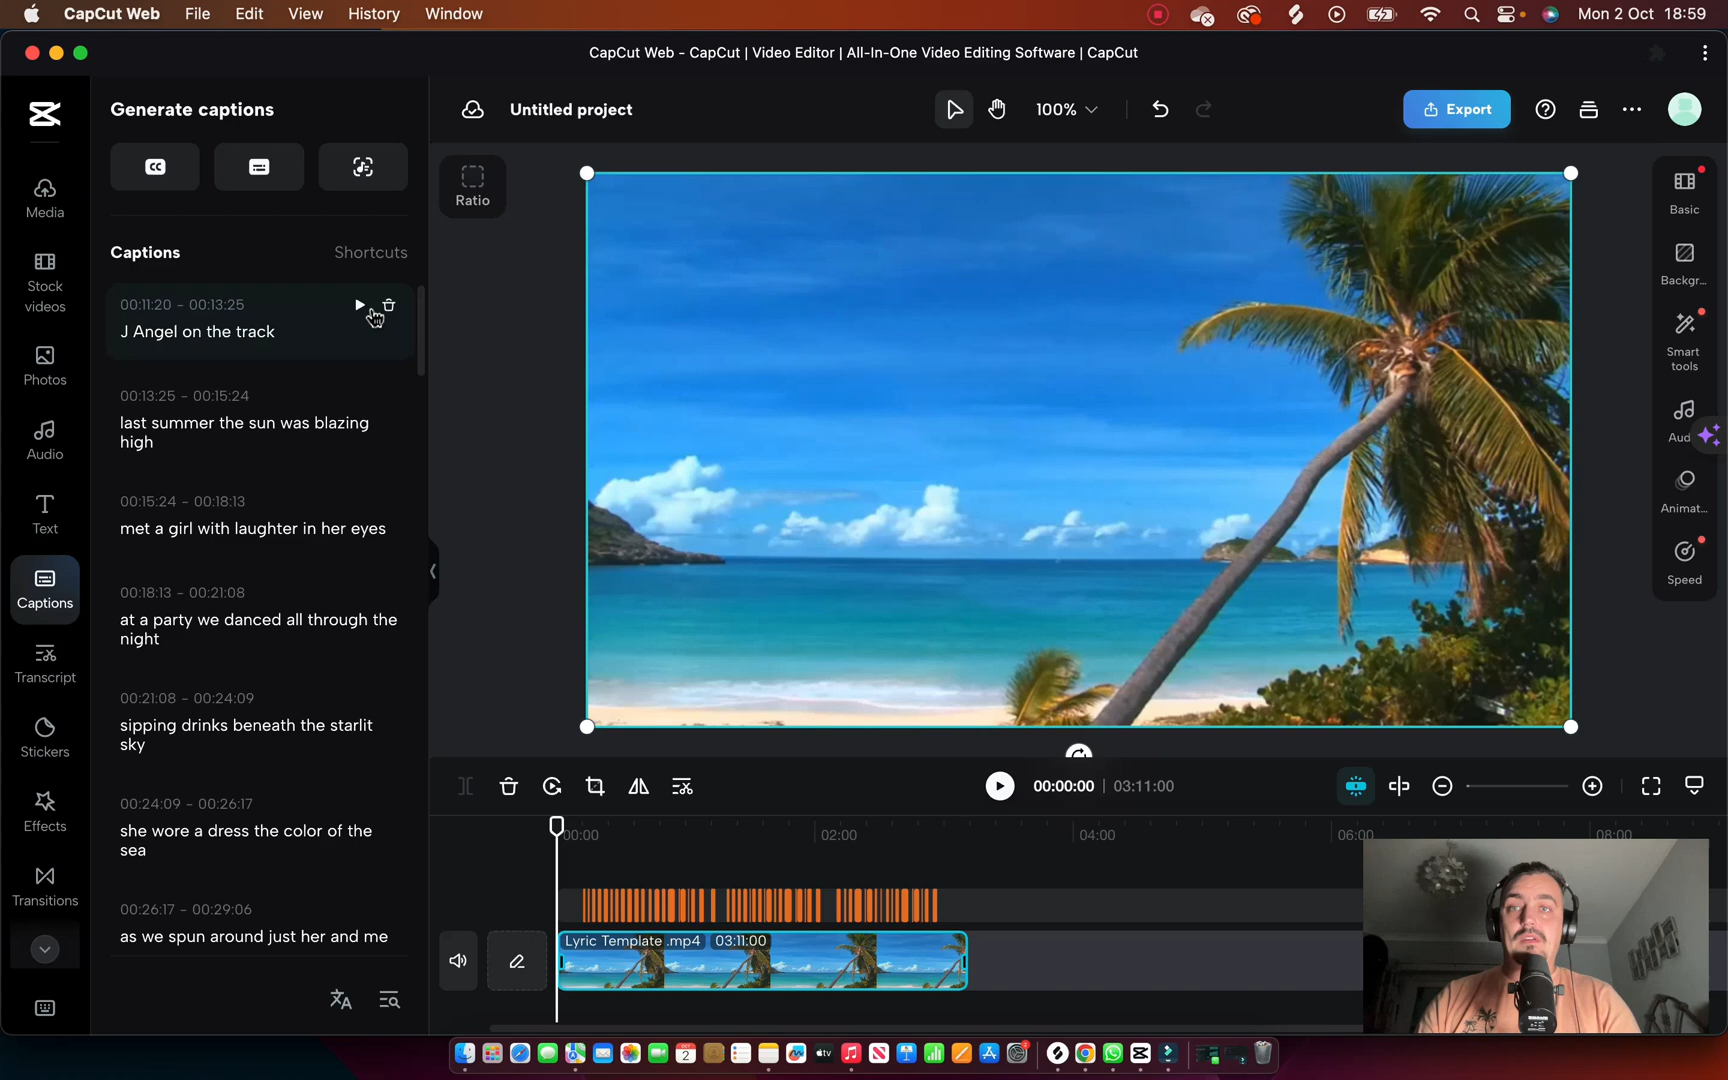 CapCut Web File Edit View History Window
Mon 2 Oct 18:59
CapCut Web - CapCut | Video Editor | All-In-One Video Editing Software | CapCut
Generate captions
Untitled project
100%
Export
CC
Captions Shortcuts
00:11:20 - 00:13:25
J Angel on the track
00:13:25 - 00:15:24
last summer the sun was blazing
high
00:15:24 - 00:18:13
met a girl with laughter in her eyes
00:18:13 - 00:21:08
at a party we danced all through the
night
00:21:08 - 00:24:09
sipping drinks beneath the starlit
sky
00:24:09 - 00:26:17
she wore a dress the color of the
sea
00:26:17 - 00:29:06
as we spun around just her and me
Media
Stock
videos
Photos
Audio
Text
Captions
Transcript
Stickers
Effects
Transitions
Ratio
Basic
Backgr...
Smart
tools
Aud
Animat...
Speed
00:00:00 | 03:11:00
00:00 02:00 04:00 06:00 08:00
Lyric Template .mp4 03:11:00
OCT
2
tv